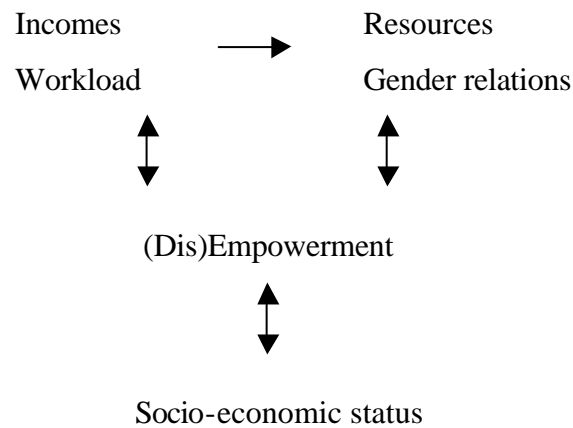 Incomes Resources
Workload Gender relations
(Dis)Empowerment
Socio-economic status